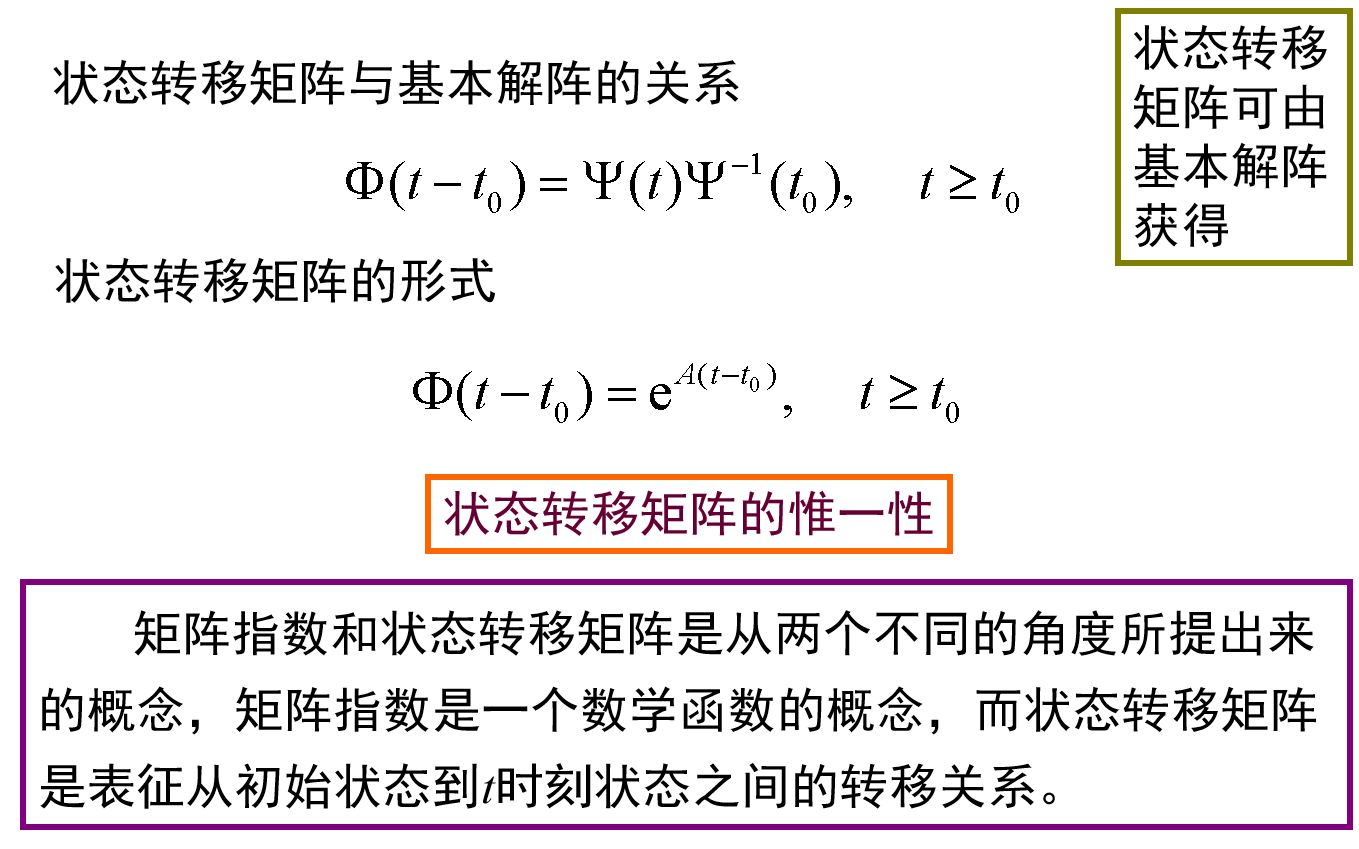 状态转移矩阵与基本解阵的关系
状态转移
矩阵可由
基本解阵
获得
Φ(t − t₀) = Ψ(t)Ψ⁻¹(t₀), t ≥ t₀
状态转移矩阵的形式
Φ(t − t₀) = e^{A(t−t₀)}, t ≥ t₀
状态转移矩阵的惟一性
矩阵指数和状态转移矩阵是从两个不同的角度所提出来
的概念，矩阵指数是一个数学函数的概念，而状态转移矩阵
是表征从初始状态到t时刻状态之间的转移关系。